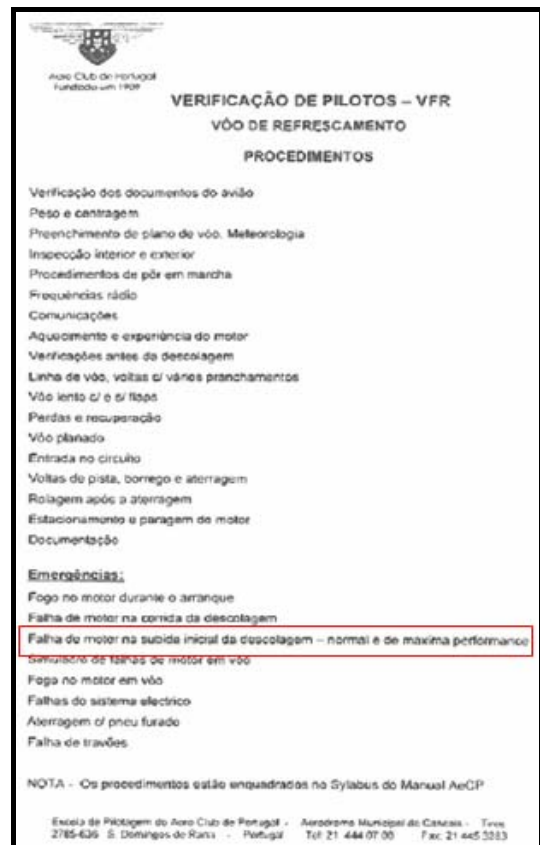 Aero Club de Portugal
Fundado em 1909
VERIFICAÇÃO DE PILOTOS – VFR
VÔO DE REFRESCAMENTO
PROCEDIMENTOS
Verificação dos documentos do avião
Peso e centragem
Preenchimento de plano de vôo. Meteorologia
Inspecção interior e exterior
Procedimentos de pôr em marcha
Frequências rádio
Comunicações
Aquecimento e experiência do motor
Verificações antes da descolagem
Linha de vôo, voltas c/ vários pranchamentos
Vôo lento c/ e s/ flaps
Perdas e recuperação
Vôo planado
Entrada no circuito
Voltas de pista, borrego e aterragem
Rolagem após a aterragem
Estacionamento e paragem do motor
Documentação
Emergências:
Fogo no motor durante o arranque
Falha de motor na corrida da descolagem
Falha de motor na subida inicial da descolagem – normal e de maxima performance
Simulacro de falhas de motor em vôo
Fogo no motor em vôo
Falhas do sistema electrico
Aterragem c/ pneu furado
Falha de travões
NOTA - Os procedimentos estão enquadrados no Sylabus do Manual AeCP
Escola de Pilotagem do Aero Club de Portugal - Aerodromo Municipal de Cascais - Tires
2785-636 S. Domingos de Rana - Portugal Tel: 21 444 07 00 Fax: 21 445 3283